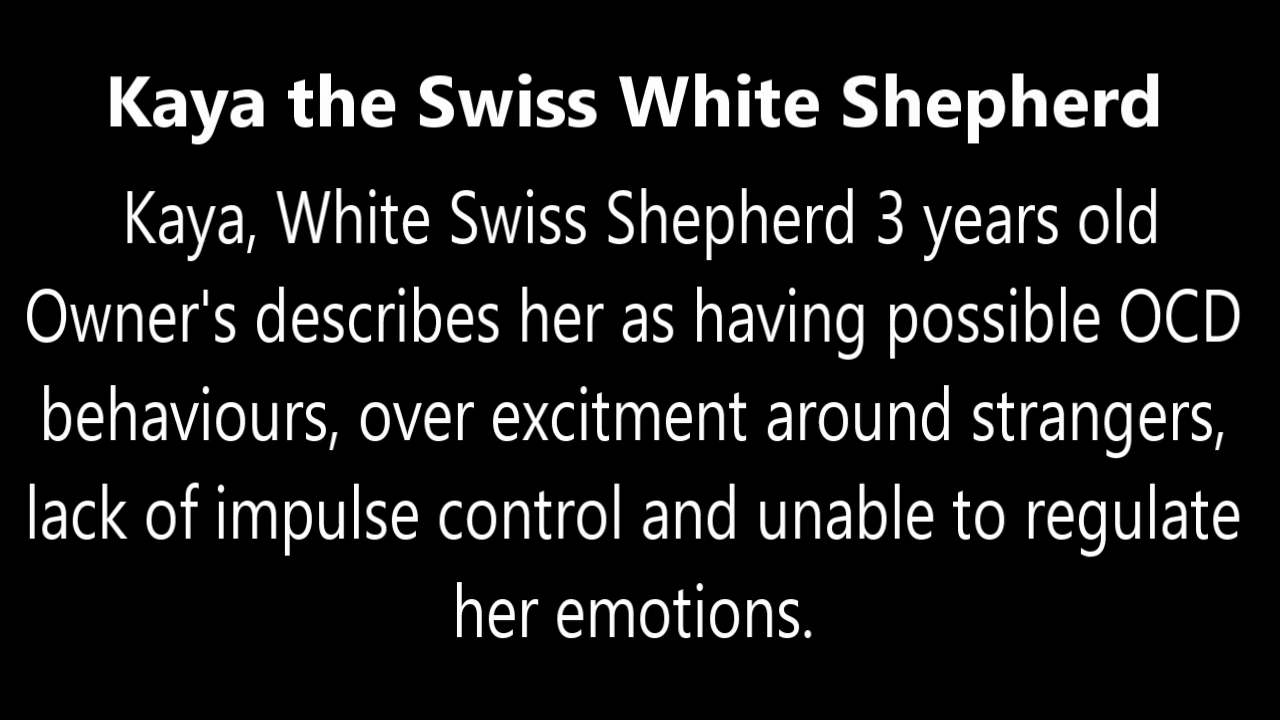 Kaya the Swiss White Shepherd
Kaya, White Swiss Shepherd 3 years old
Owner's describes her as having possible OCD
behaviours, over excitment around strangers,
lack of impulse control and unable to regulate
her emotions.